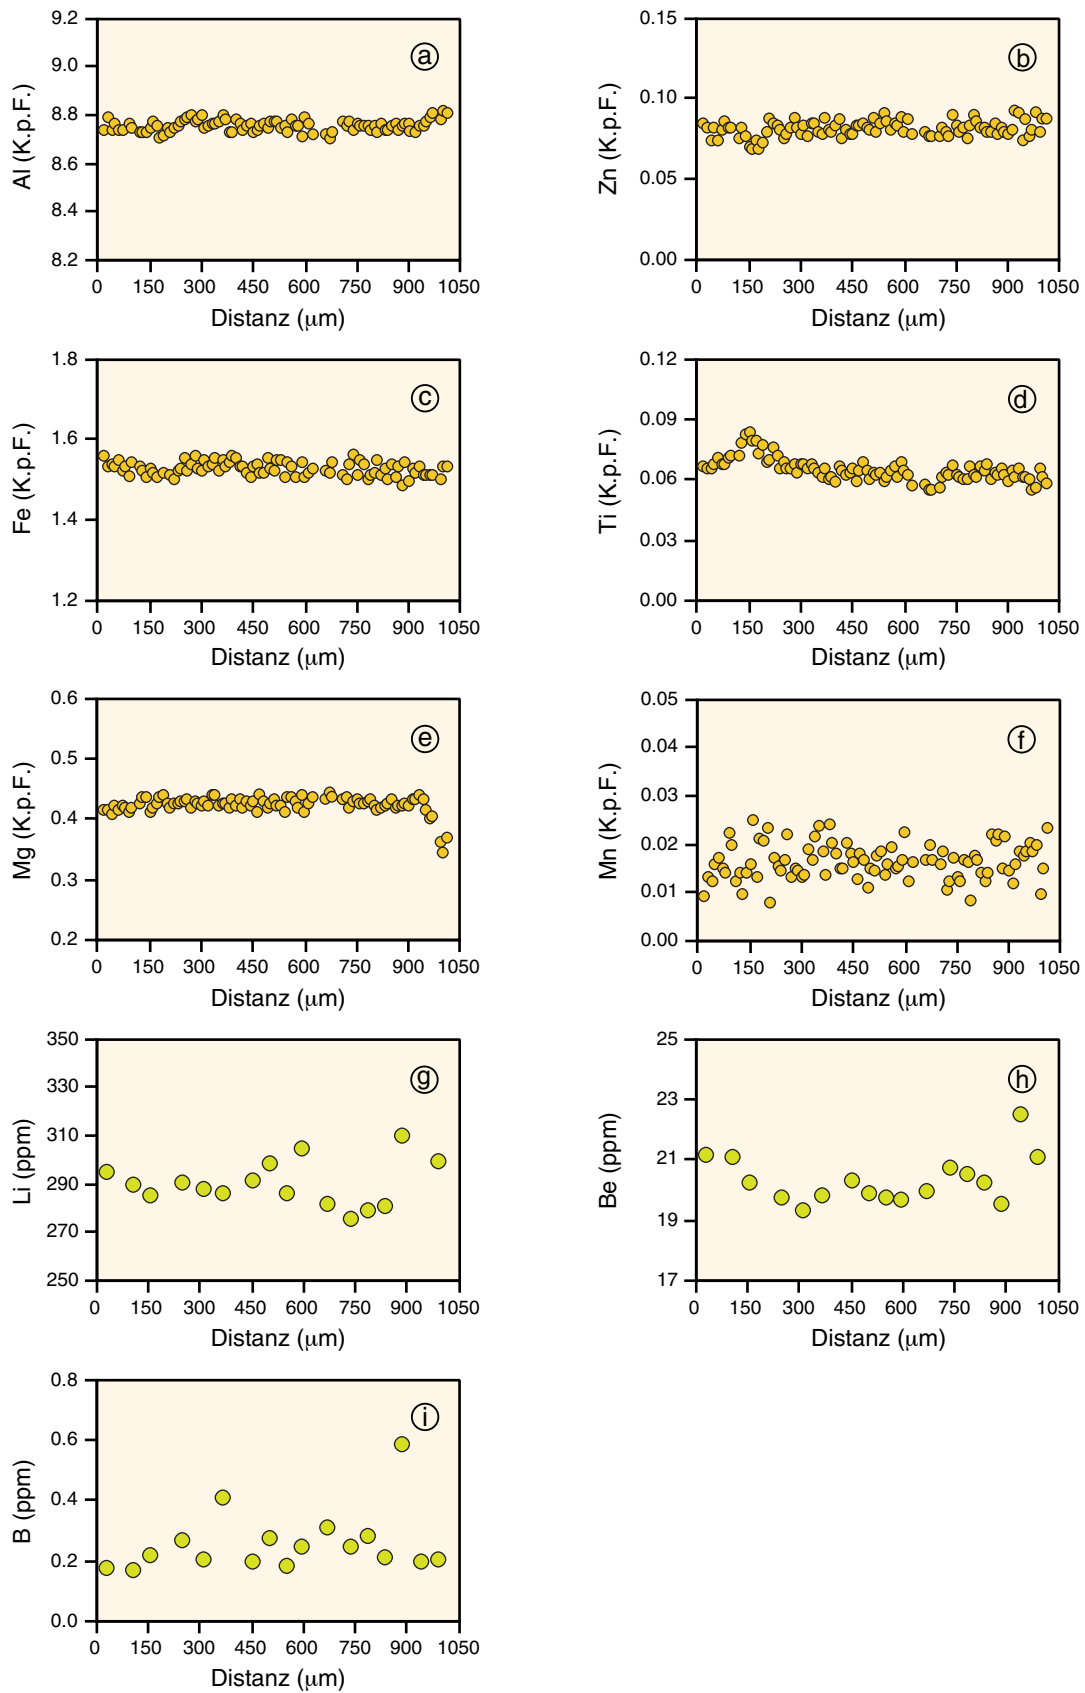 9.2
9.0
8.8
8.6
8.4
8.2
Al (K.p.F.)
a
0 150 300 450 600 750 900 1050
Distanz (μm)
0.15
0.10
0.05
0.00
Zn (K.p.F.)
b
0 150 300 450 600 750 900 1050
Distanz (μm)
1.8
1.6
1.4
1.2
Fe (K.p.F.)
c
0 150 300 450 600 750 900 1050
Distanz (μm)
0.12
0.09
0.06
0.03
0.00
Ti (K.p.F.)
d
0 150 300 450 600 750 900 1050
Distanz (μm)
0.6
0.5
0.4
0.3
0.2
Mg (K.p.F.)
e
0 150 300 450 600 750 900 1050
Distanz (μm)
0.05
0.04
0.03
0.02
0.01
0.00
Mn (K.p.F.)
f
0 150 300 450 600 750 900 1050
Distanz (μm)
350
330
310
290
270
250
Li (ppm)
g
0 150 300 450 600 750 900 1050
Distanz (μm)
25
23
21
19
17
Be (ppm)
h
0 150 300 450 600 750 900 1050
Distanz (μm)
0.8
0.6
0.4
0.2
0.0
B (ppm)
i
0 150 300 450 600 750 900 1050
Distanz (μm)